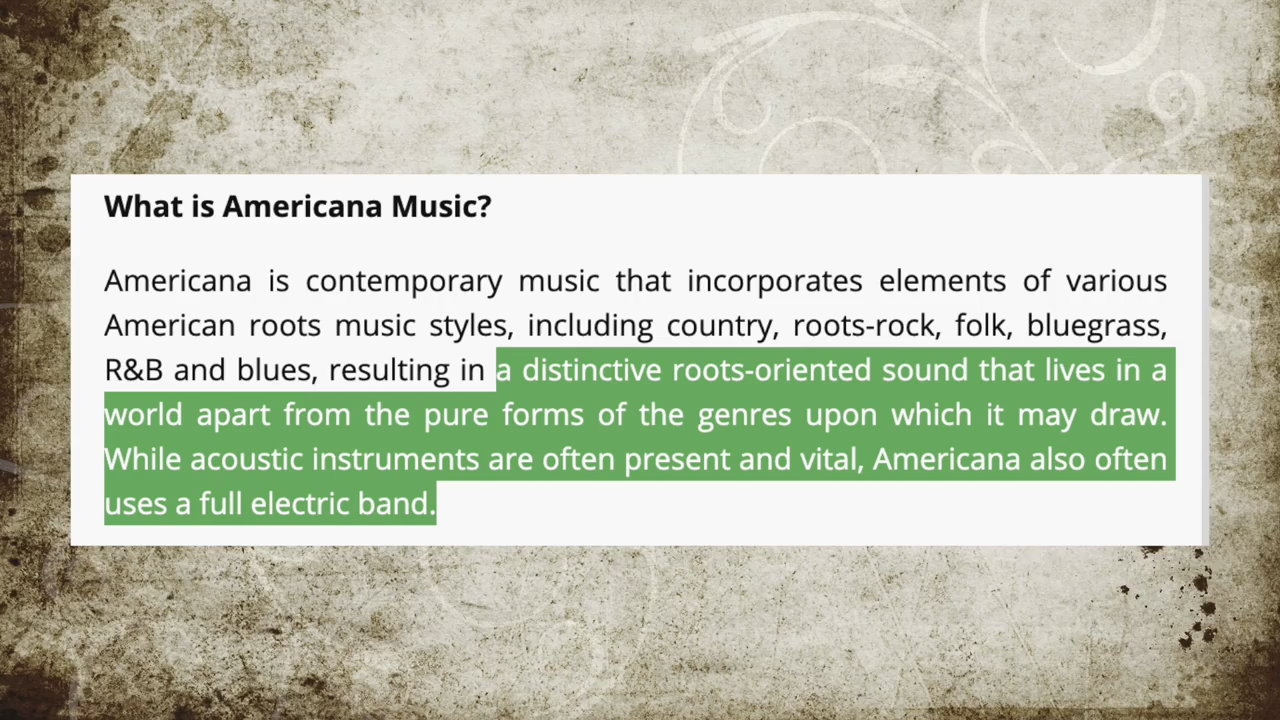 What is Americana Music?
Americana is contemporary music that incorporates elements of various
American roots music styles, including country, roots-rock, folk, bluegrass,
R&B and blues, resulting in a distinctive roots-oriented sound that lives in a
world apart from the pure forms of the genres upon which it may draw.
While acoustic instruments are often present and vital, Americana also often
uses a full electric band.